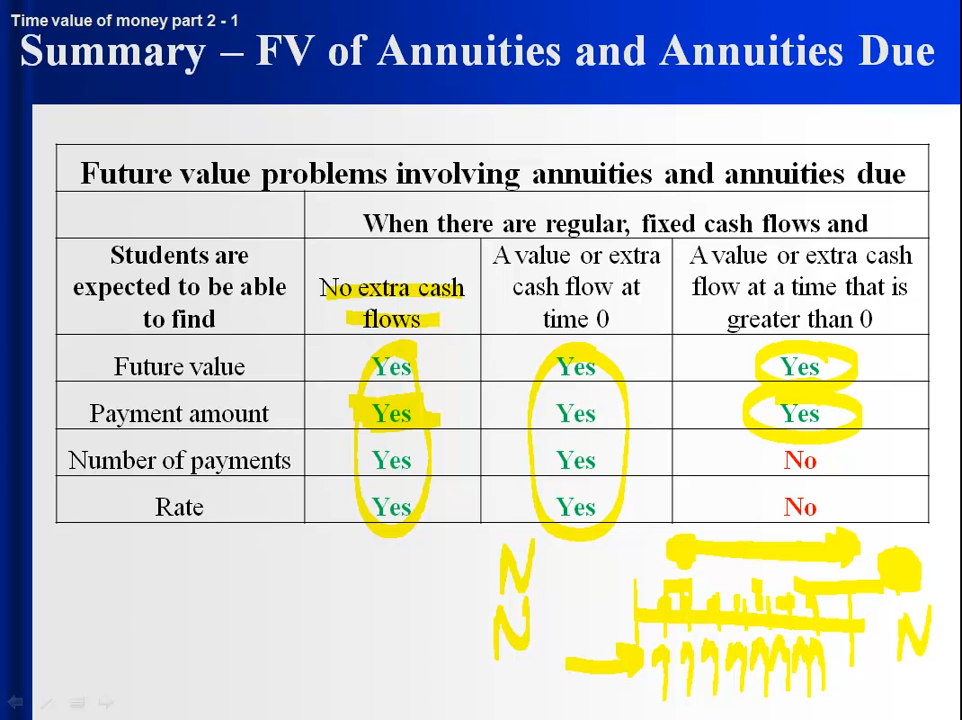 Time value of money part 2 - 1
Summary – FV of Annuities and Annuities Due
Future value problems involving annuities and annuities due
When there are regular, fixed cash flows and
Students are expected to be able to find
No extra cash flows
A value or extra cash flow at time 0
A value or extra cash flow at a time that is greater than 0
Future value Yes Yes Yes
Payment amount Yes Yes Yes
Number of payments Yes Yes No
Rate Yes Yes No